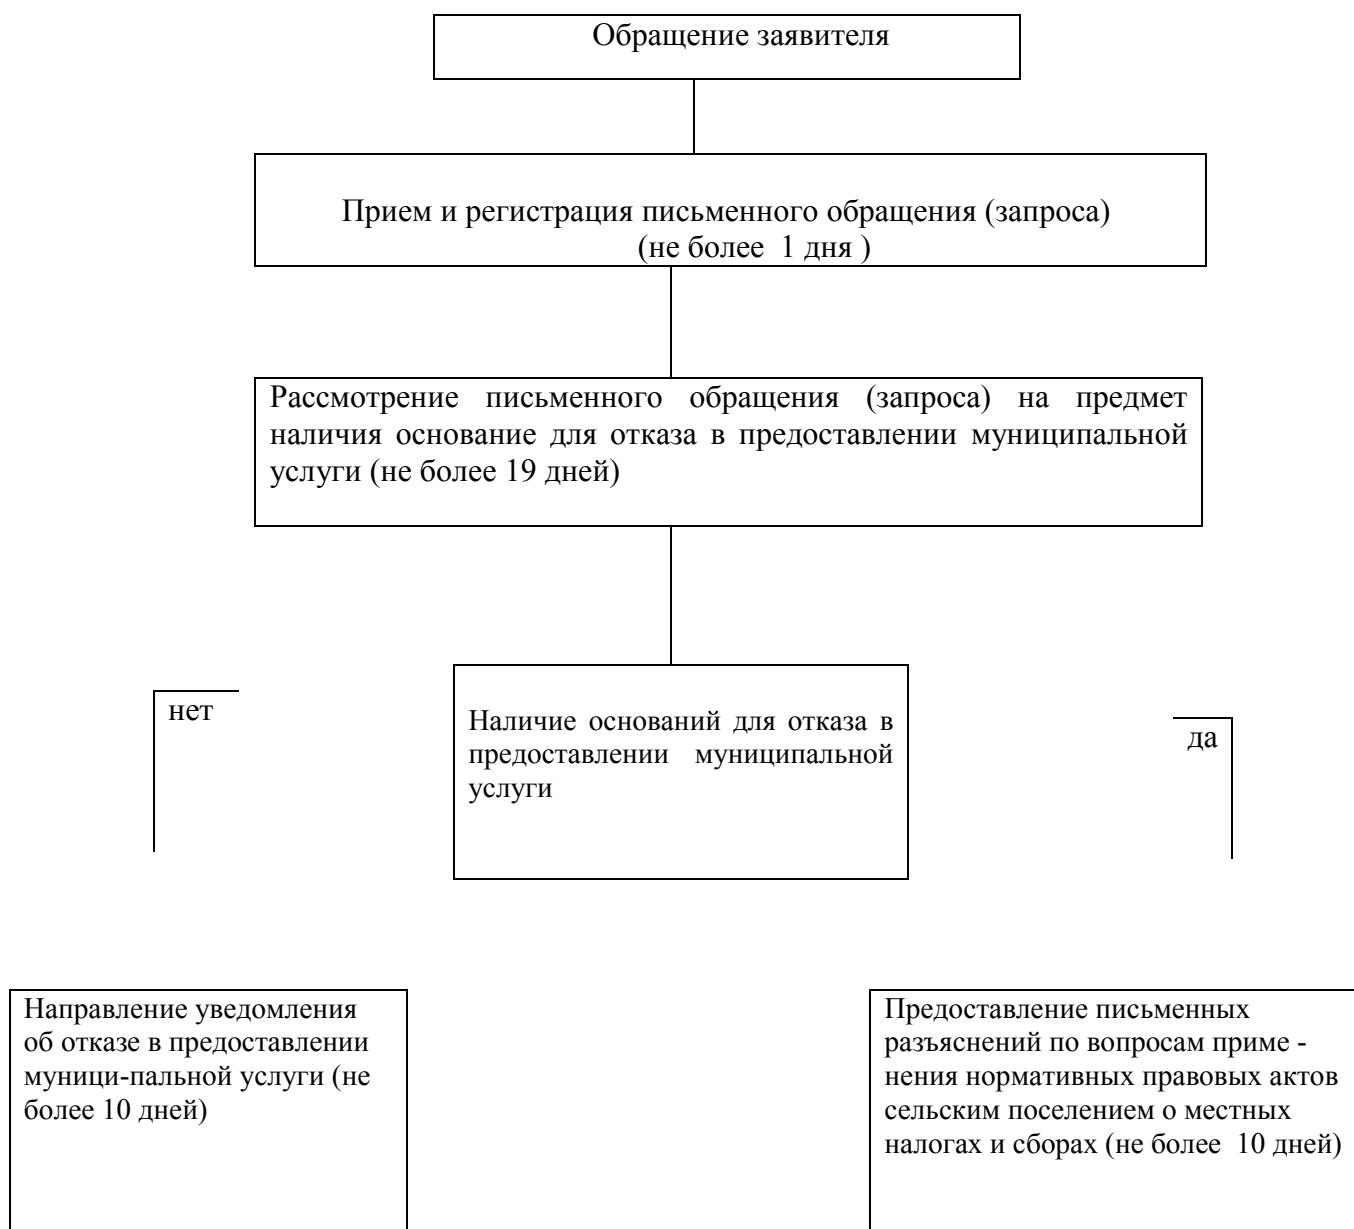 Обращение заявителя
Прием и регистрация письменного обращения (запроса)
(не более 1 дня )
Рассмотрение письменного обращения (запроса) на предмет
наличия основание для отказа в предоставлении муниципальной
услуги (не более 19 дней)
нет
Наличие оснований для отказа в
предоставлении муниципальной
услуги
да
Направление уведомления
об отказе в предоставлении
муници-пальной услуги (не
более 10 дней)
Предоставление письменных
разъяснений по вопросам приме -
нения нормативных правовых актов
сельским поселением о местных
налогах и сборах (не более 10 дней)